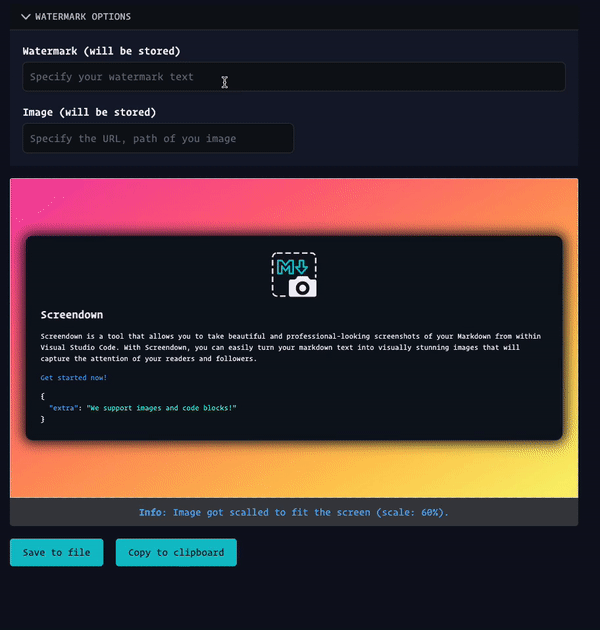 WATERMARK OPTIONS
Watermark (will be stored)
Specify your watermark text
Image (will be stored)
Specify the URL, path of you image
M
Screendown
Screendown is a tool that allows you to take beautiful and professional-looking screenshots of your Markdown from within
Visual Studio Code. With Screendown, you can easily turn your markdown text into visually stunning images that will
capture the attention of your readers and followers.
Get started now!
{
"extra": "We support images and code blocks!"
}
Info: Image got scalled to fit the screen (scale: 60%).
Save to file
Copy to clipboard